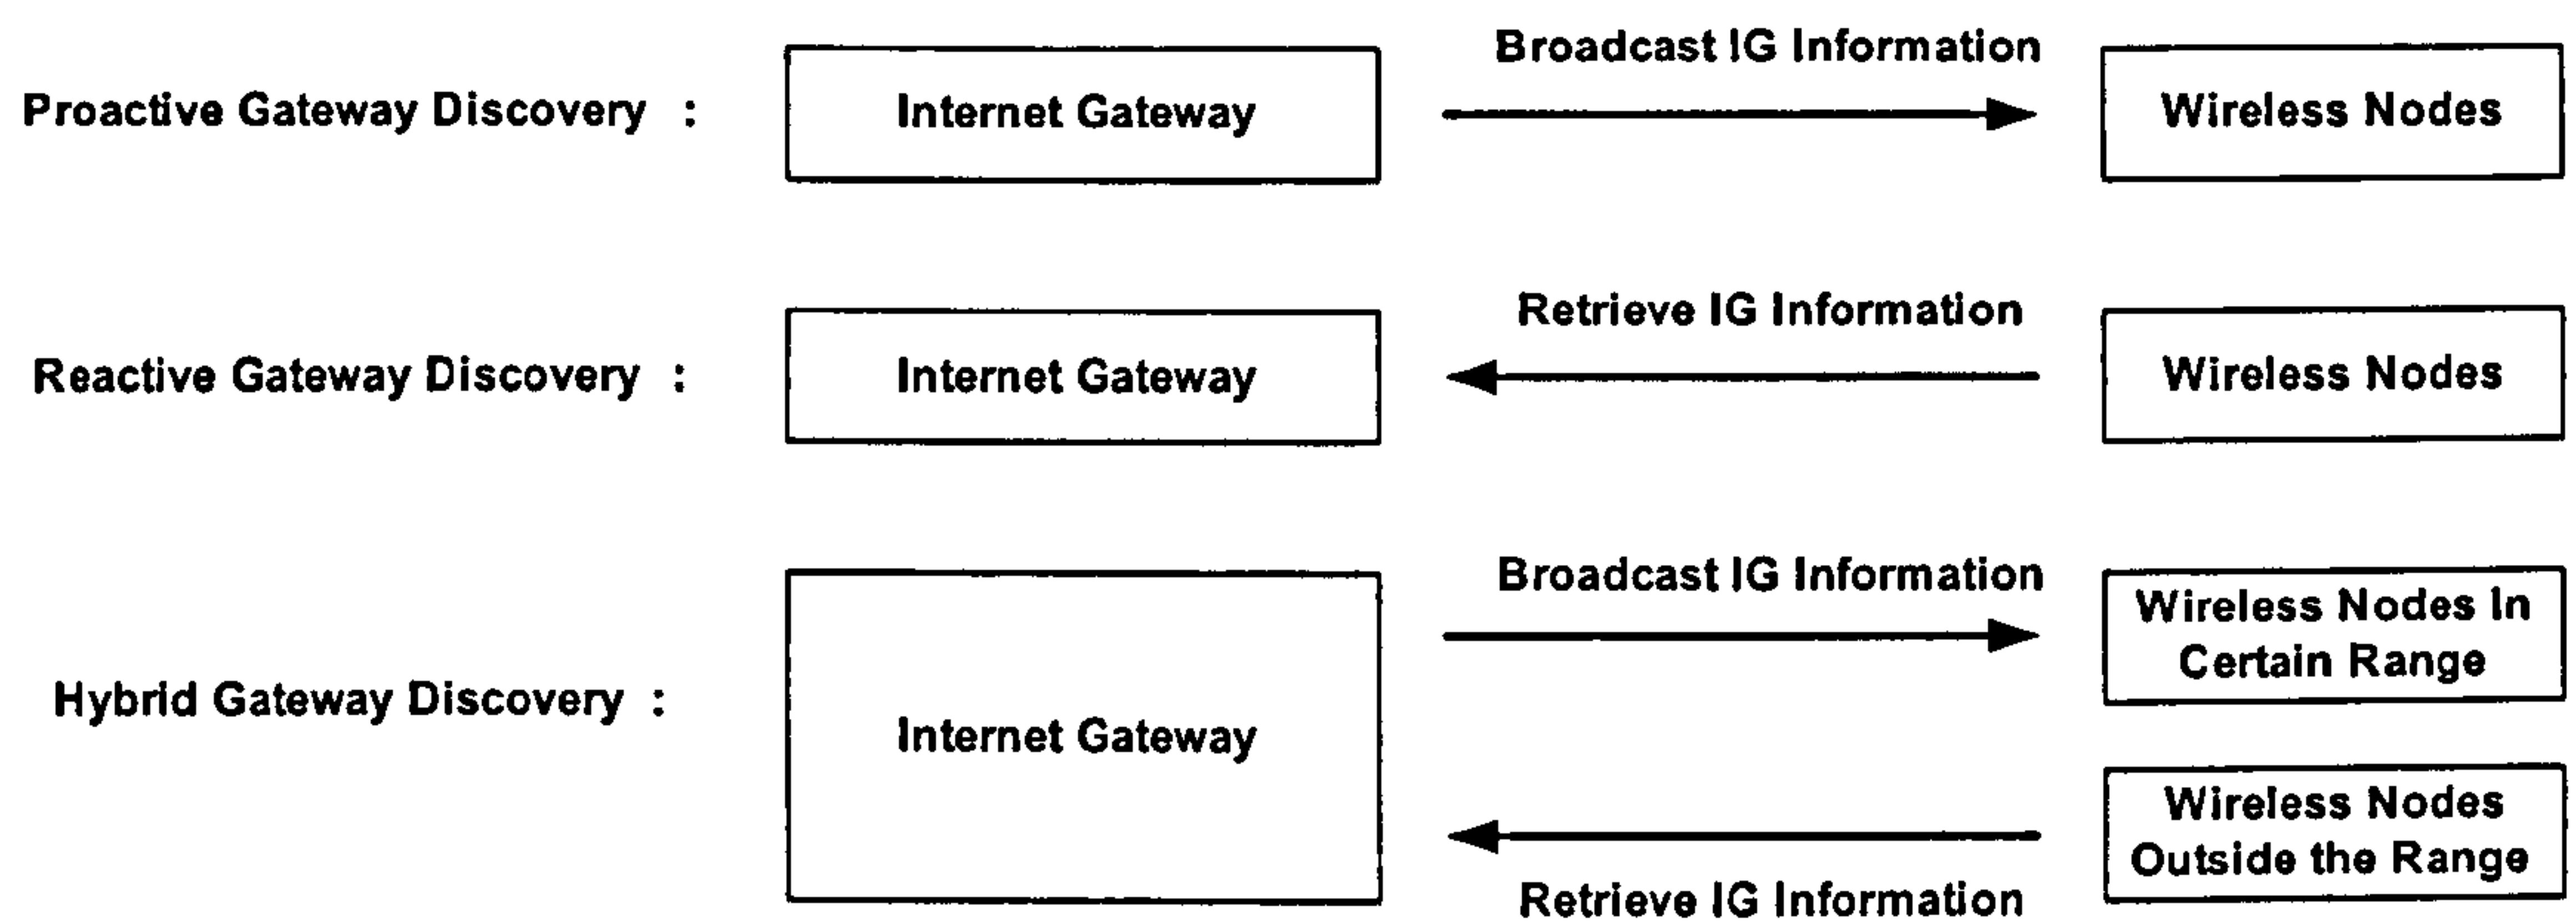 Broadcast IG Information
Proactive Gateway Discovery :
Internet Gateway
Wireless Nodes
Retrieve IG Information
Reactive Gateway Discovery :
Internet Gateway
Wireless Nodes
Broadcast IG Information
Wireless Nodes In
Certain Range
Hybrid Gateway Discovery :
Internet Gateway
Wireless Nodes
Outside the Range
Retrieve IG Information